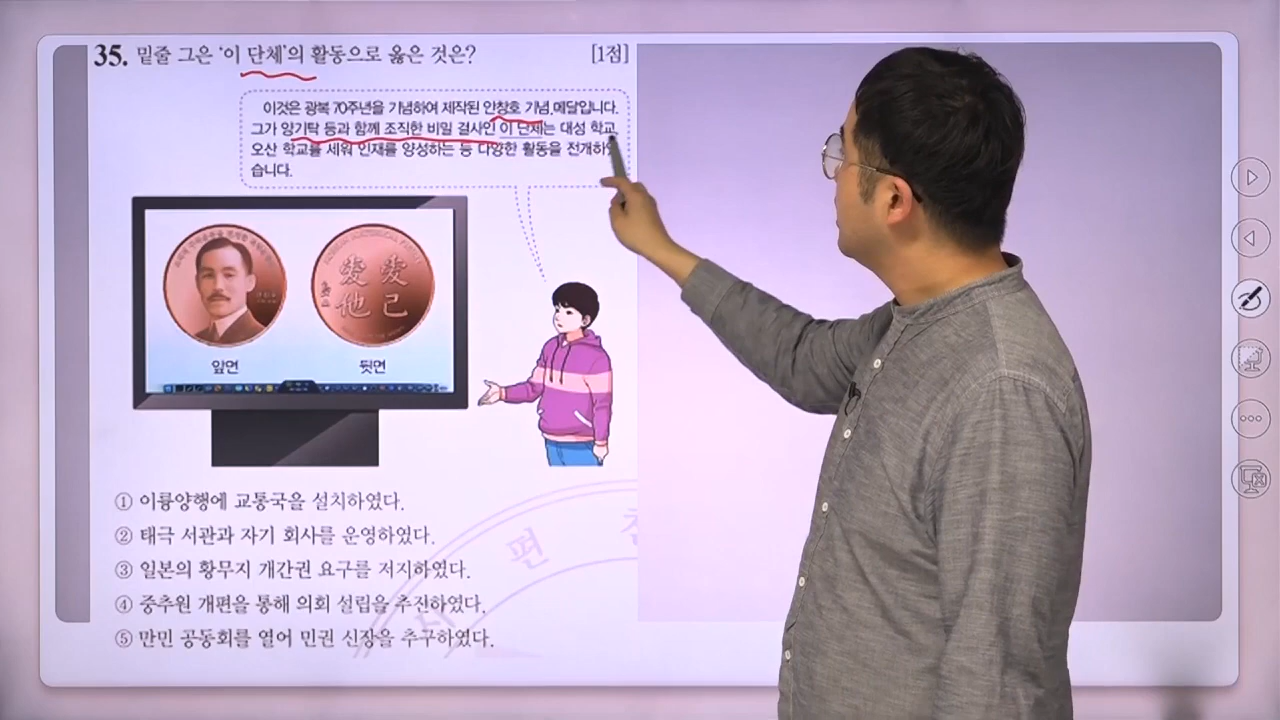 35. 밑줄 그은 '이 단체'의 활동으로 옳은 것은? [1점]
이것은 광복 70주년을 기념하여 제작된 안창호 기념 메달입니다.
그가 양기탁 등과 함께 조직한 비밀 결사인 이 단체는 대성 학교
오산 학교를 세워 인재를 양성하는 등 다양한 활동을 전개하
습니다.
愛 愛
他 己
앞면 뒷면
① 이륭양행에 교통국을 설치하였다.
② 태극 서관과 자기 회사를 운영하였다.
③ 일본의 황무지 개간권 요구를 저지하였다.
④ 중추원 개편을 통해 의회 설립을 추진하였다.
⑤ 만민 공동회를 열어 민권 신장을 추구하였다.
편